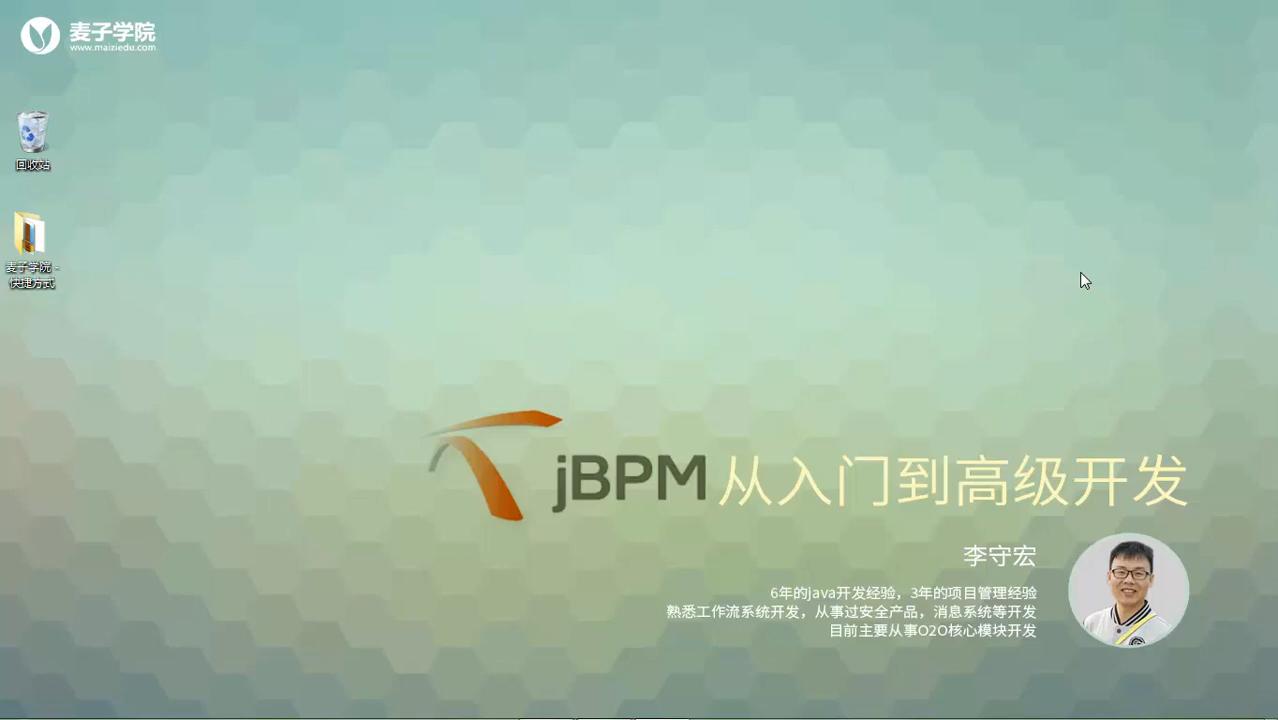 麦子学院
www.maiziedu.com
回收站
麦子学院 -
快捷方式
jBPM从入门到高级开发
李守宏
6年的java开发经验，3年的项目管理经验
熟悉工作流系统开发，从事过安全产品，消息系统等开发
目前主要从事O2O核心模块开发